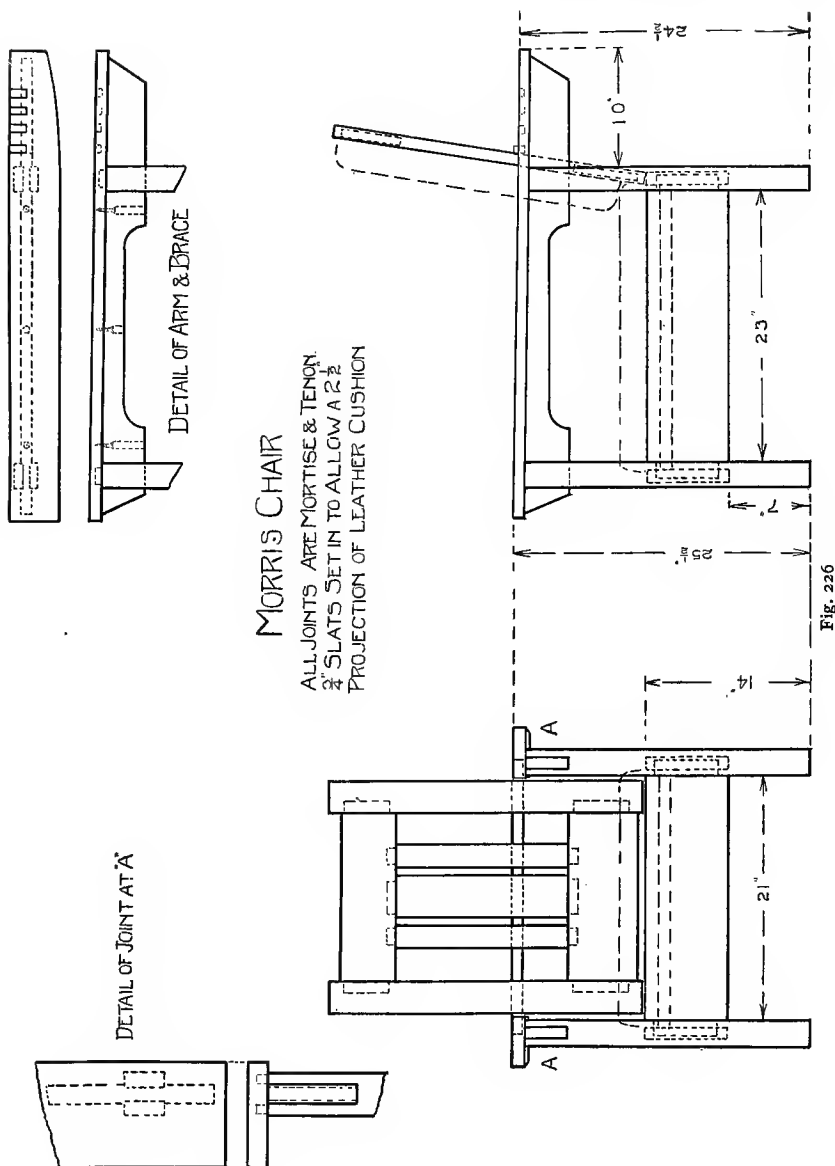 DETAIL OF ARM & BRACE
MORRIS CHAIR
ALL JOINTS ARE MORTISE & TENON.
3/4" SLATS SET IN TO ALLOW A 2 1/2"
PROJECTION OF LEATHER CUSHION
DETAIL OF JOINT AT "A"
24 1/2
10"
23"
7"
25 1/2"
14"
21"
A
A
Fig. 226